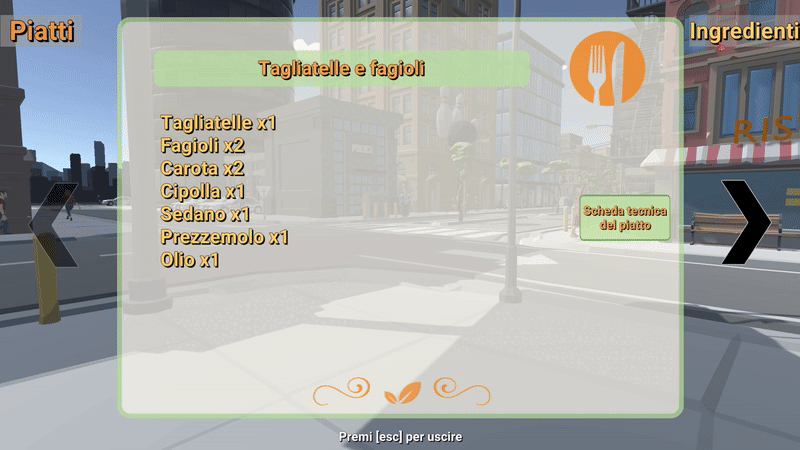 Piatti
Ingredienti
Tagliatelle e fagioli
Tagliatelle x1
Fagioli x2
Carota x2
Cipolla x1
Sedano x1
Prezzemolo x1
Olio x1
Scheda tecnica
del piatto
RIS
Premi [esc] per uscire